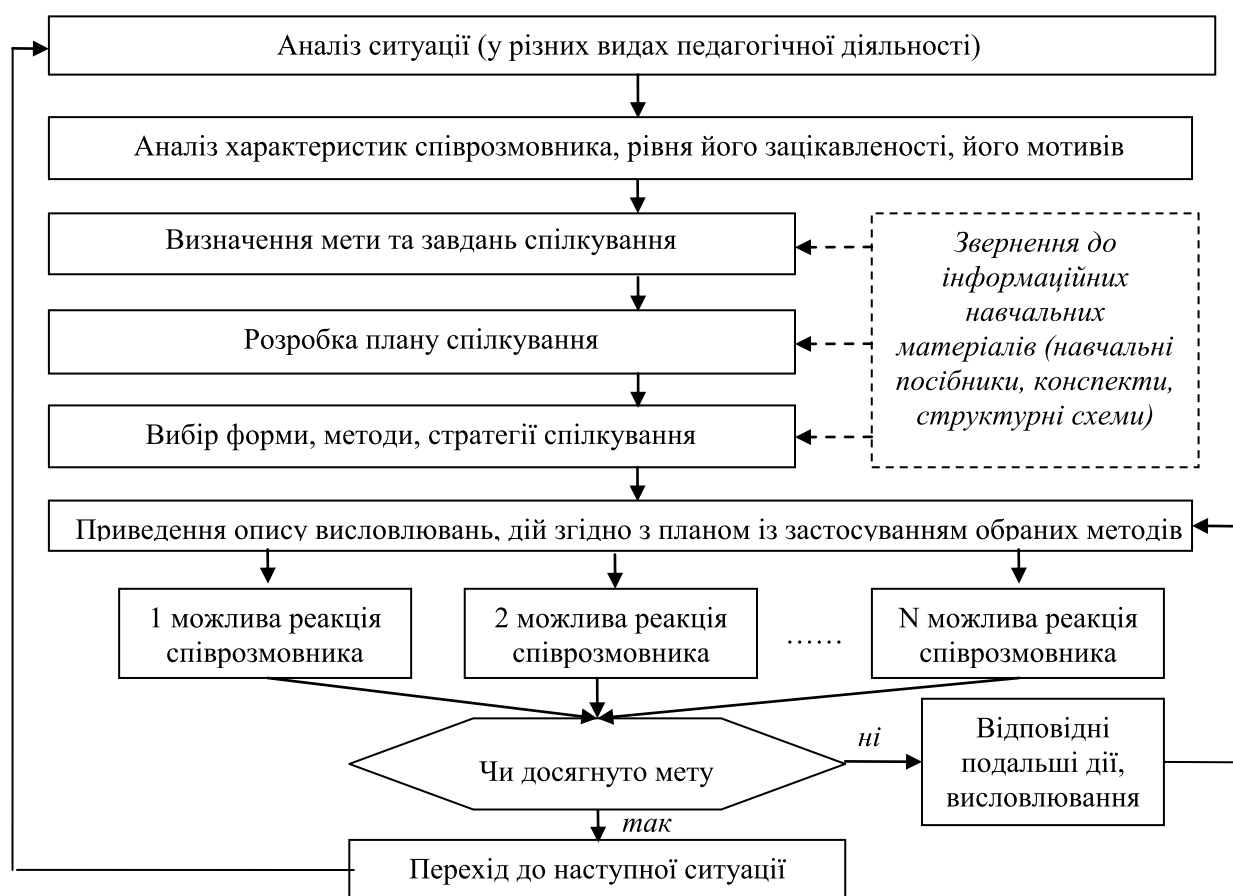 Аналіз ситуації (у різних видах педагогічної діяльності)
Аналіз характеристик співрозмовника, рівня його зацікавленості, його мотивів
Визначення мети та завдань спілкування
Розробка плану спілкування
Вибір форми, методи, стратегії спілкування
Звернення до
інформаційних
навчальних
матеріалів (навчальні
посібники, конспекти,
структурні схеми)
Приведення опису висловлювань, дій згідно з планом із застосуванням обраних методів
1 можлива реакція
співрозмовника
2 можлива реакція
співрозмовника
……
N можлива реакція
співрозмовника
Чи досягнуто мету
ні
Відповідні
подальші дії,
висловлювання
так
Перехід до наступної ситуації